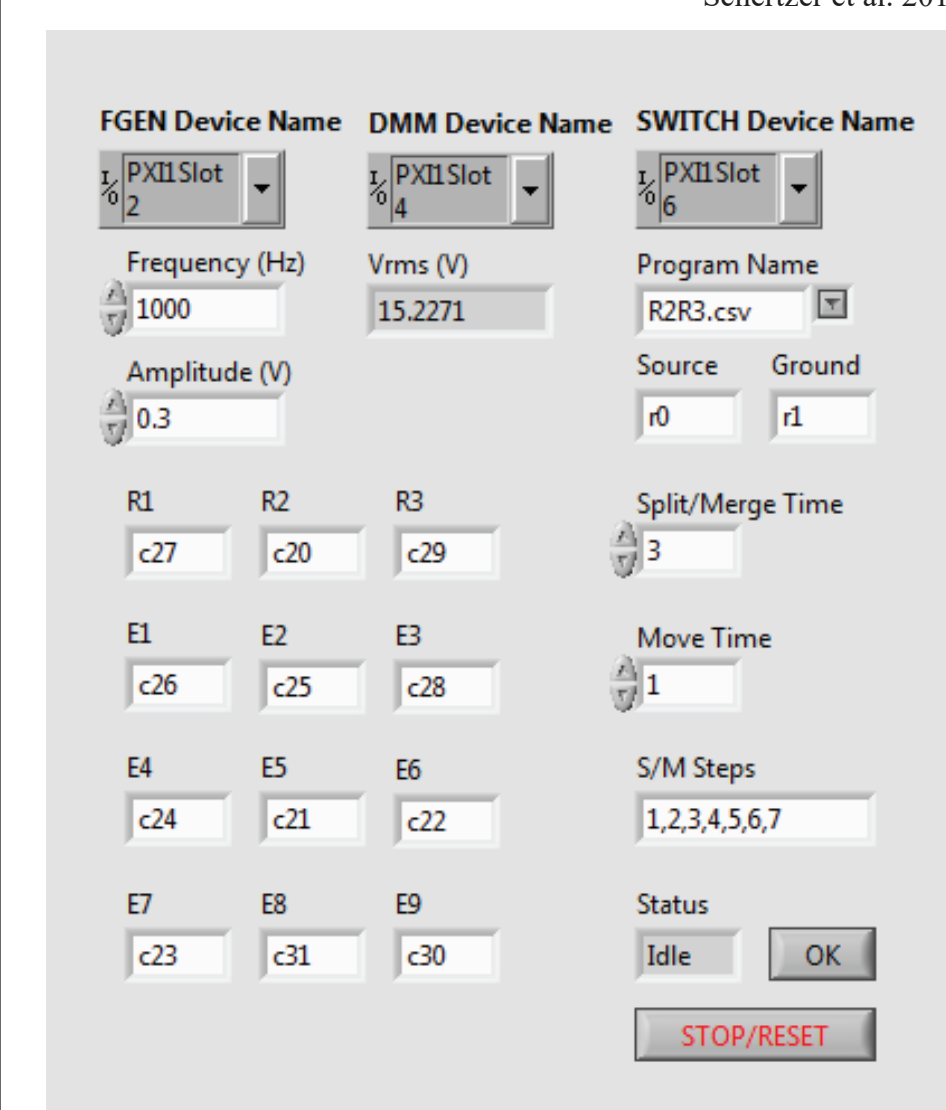 Schertzer et al. 201
FGEN Device Name DMM Device Name SWITCH Device Name
I/O PXI1Slot 2 I/O PXI1Slot 4 I/O PXI1Slot 6
Frequency (Hz) Vrms (V) Program Name
1000 15.2271 R2R3.csv
Amplitude (V) Source Ground
0.3 r0 r1
R1 R2 R3 Split/Merge Time
c27 c20 c29 3
E1 E2 E3 Move Time
c26 c25 c28 1
E4 E5 E6 S/M Steps
c24 c21 c22 1,2,3,4,5,6,7
E7 E8 E9 Status
c23 c31 c30 Idle OK
STOP/RESET